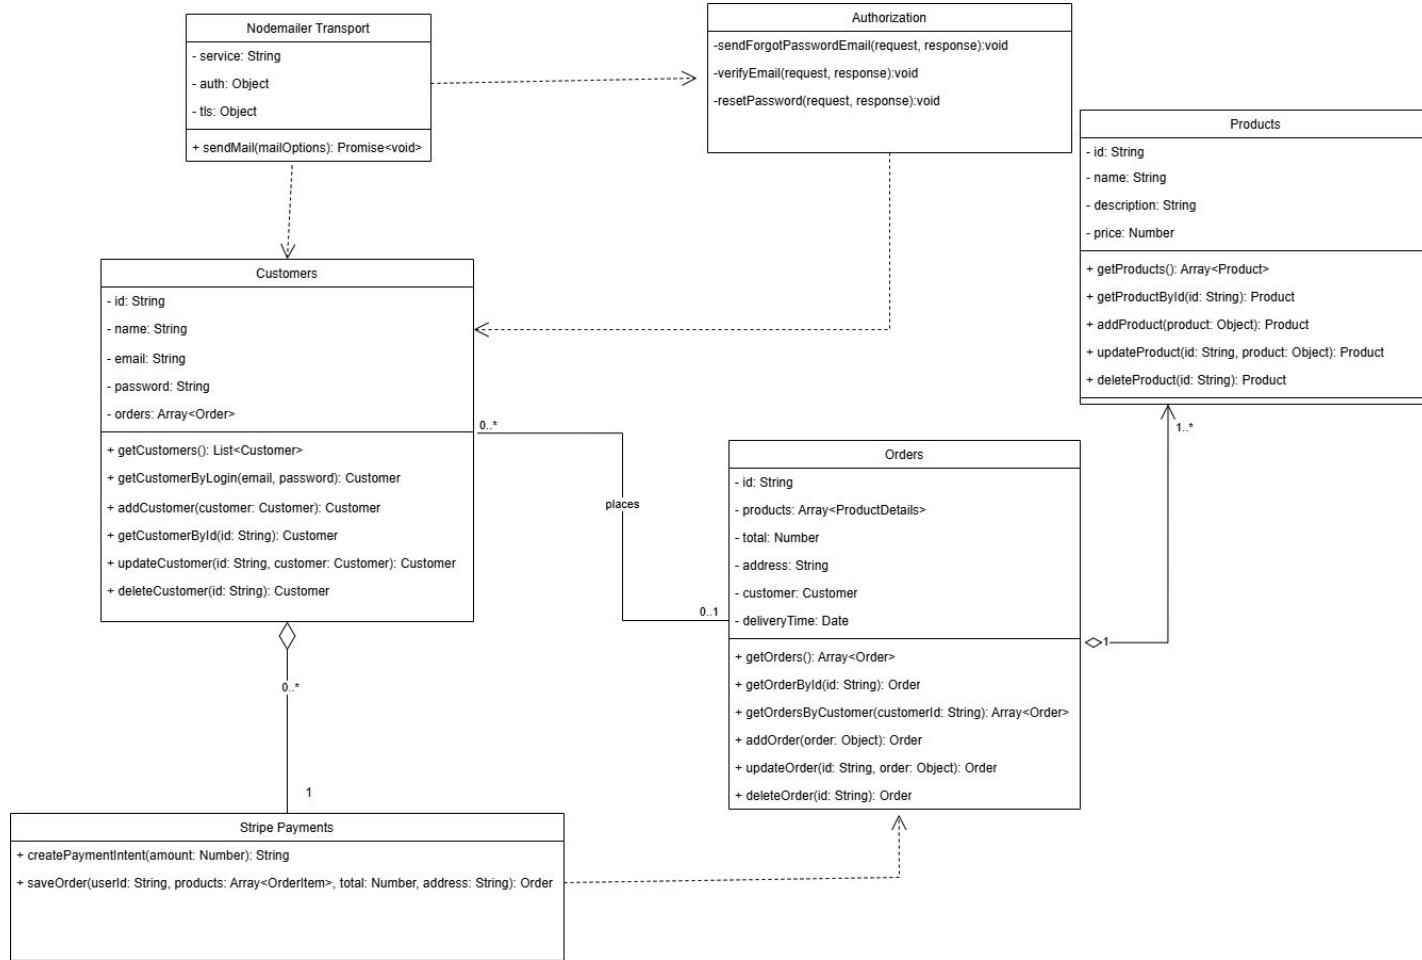 Nodemailer Transport
- service: String
- auth: Object
- tls: Object
+ sendMail(mailOptions): Promise<void>
Authorization
-sendForgotPasswordEmail(request, response):void
-verifyEmail(request, response):void
-resetPassword(request, response):void
Products
- id: String
- name: String
- description: String
- price: Number
+ getProducts(): Array<Product>
+ getProductById(id: String): Product
+ addProduct(product: Object): Product
+ updateProduct(id: String, product: Object): Product
+ deleteProduct(id: String): Product
Customers
- id: String
- name: String
- email: String
- password: String
- orders: Array<Order>
+ getCustomers(): List<Customer>
+ getCustomerByLogin(email, password): Customer
+ addCustomer(customer: Customer): Customer
+ getCustomerById(id: String): Customer
+ updateCustomer(id: String, customer: Customer): Customer
+ deleteCustomer(id: String): Customer
0..*
places
0..1
1..*
Orders
- id: String
- products: Array<ProductDetails>
- total: Number
- address: String
- customer: Customer
- deliveryTime: Date
+ getOrders(): Array<Order>
+ getOrderById(id: String): Order
+ getOrdersByCustomer(customerId: String): Array<Order>
+ addOrder(order: Object): Order
+ updateOrder(id: String, order: Object): Order
+ deleteOrder(id: String): Order
1
0..*
1
Stripe Payments
+ createPaymentIntent(amount: Number): String
+ saveOrder(userId: String, products: Array<OrderItem>, total: Number, address: String): Order